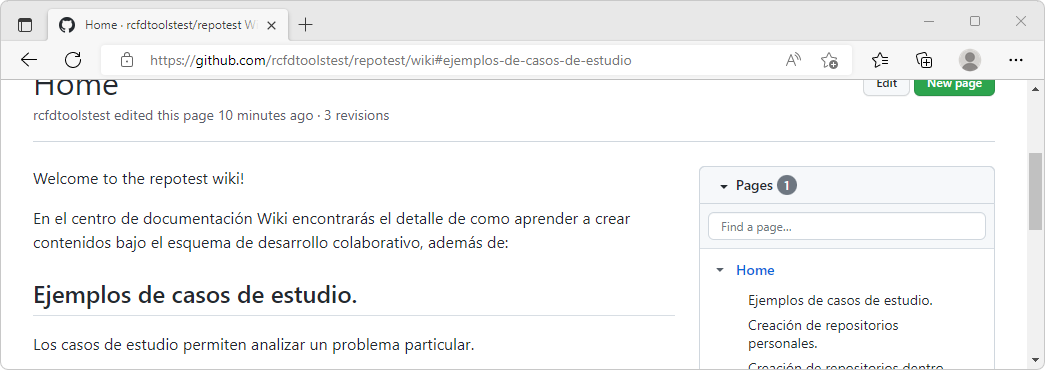 Home · rcfdtoolstest/repotest W
https://github.com/rcfdtoolstest/repotest/wiki#ejemplos-de-casos-de-estudio
Home
Edit
New page
rcfdtoolstest edited this page 10 minutes ago · 3 revisions
Welcome to the repotest wiki!
En el centro de documentación Wiki encontrarás el detalle de como aprender a crear
contenidos bajo el esquema de desarrollo colaborativo, además de:
Ejemplos de casos de estudio.
Los casos de estudio permiten analizar un problema particular.
Pages 1
Find a page...
Home
Ejemplos de casos de estudio.
Creación de repositorios
personales.
Creación de repositorios dentro